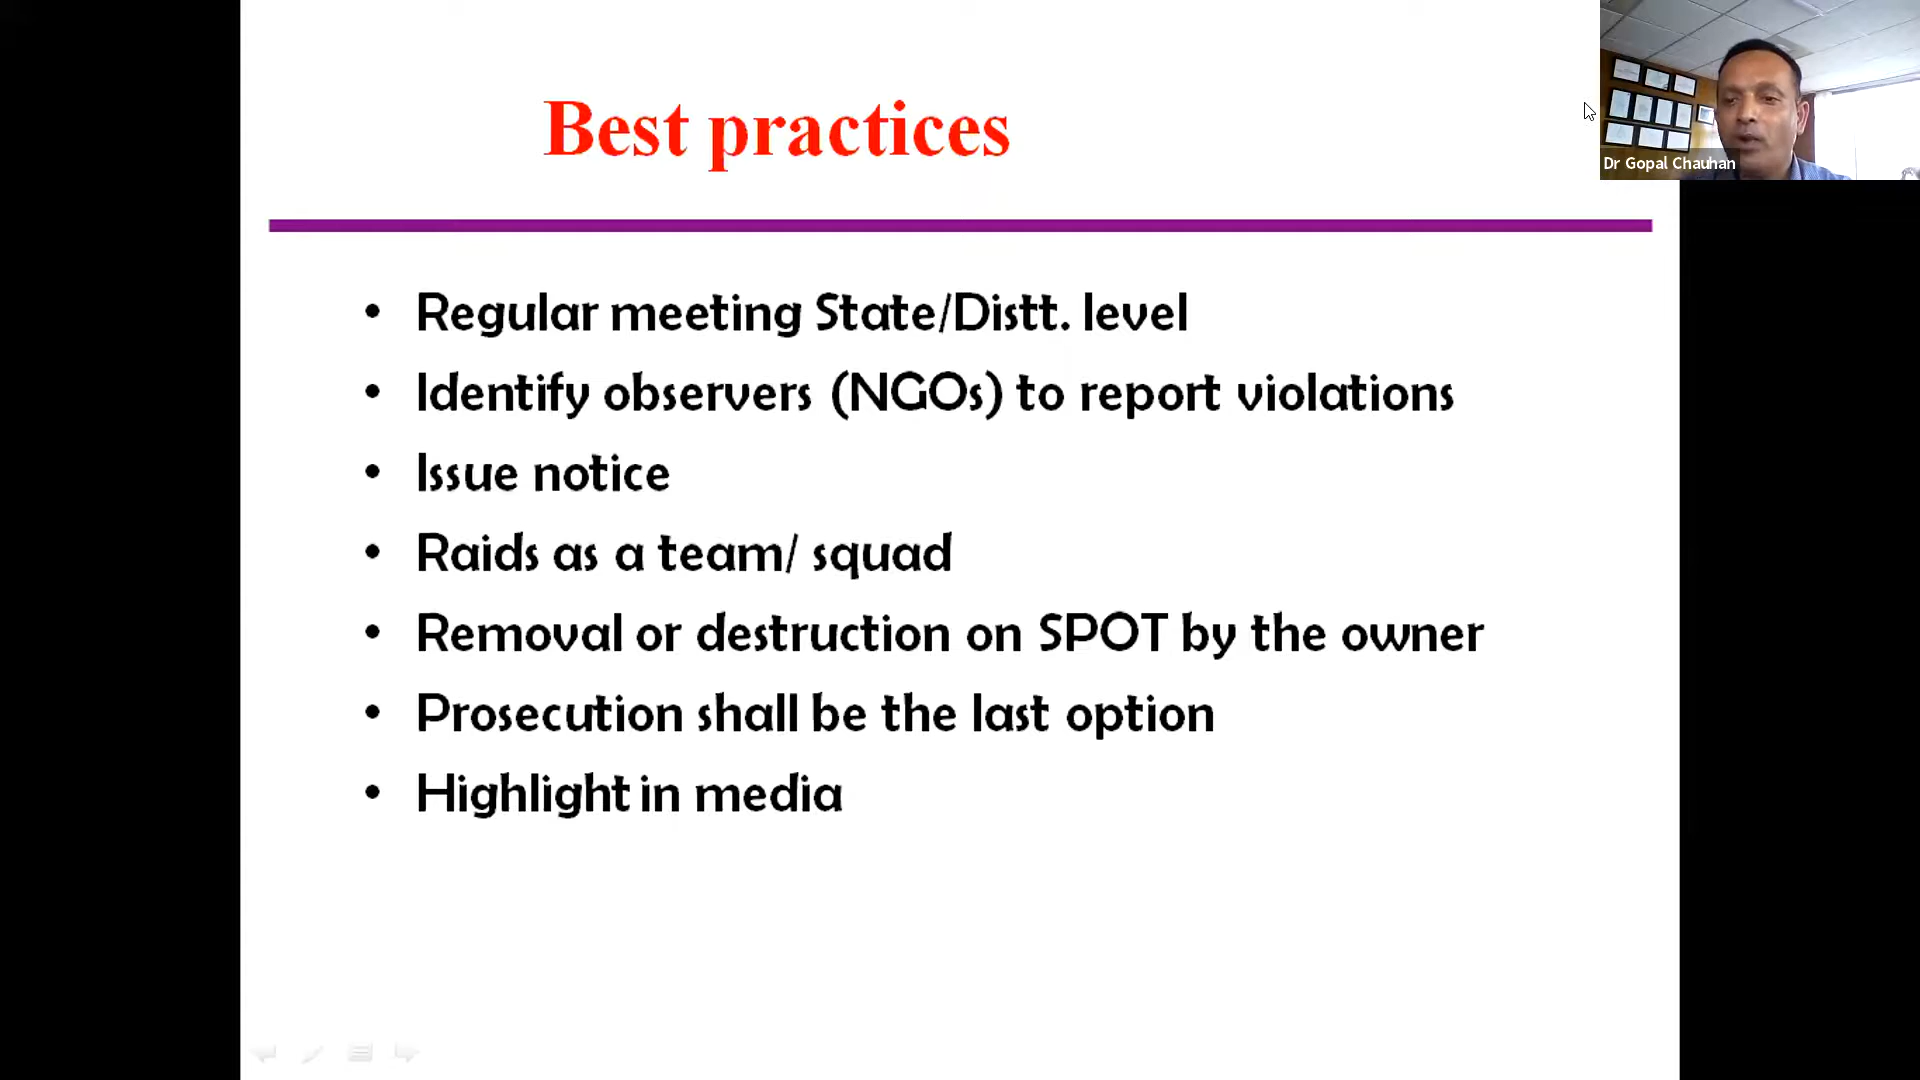 Best practices
Dr Gopal Chauhan
• Regular meeting State/Distt. level
• Identify observers (NGOs) to report violations
• Issue notice
• Raids as a team/ squad
• Removal or destruction on SPOT by the owner
• Prosecution shall be the last option
• Highlight in media